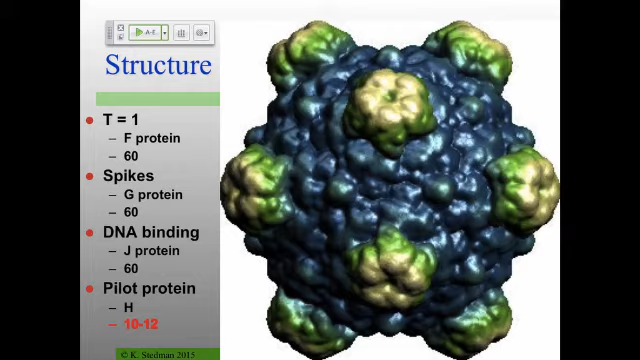 A-E
Structure
T = 1
– F protein
– 60
Spikes
– G protein
– 60
DNA binding
– J protein
– 60
Pilot protein
– H
– 10-12
© K. Stedman 2015